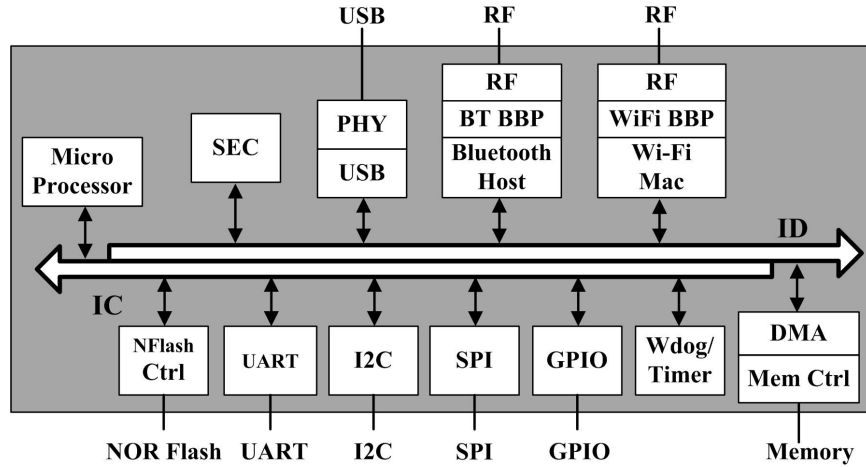 USB RF RF
RF RF
PHY BT BBP WiFi BBP
SEC
Micro
Processor
USB Bluetooth
Host
Wi-Fi
Mac
ID
IC
NFlash
Ctrl
UART I2C SPI GPIO
Wdog/
Timer
DMA
Mem Ctrl
NOR Flash UART I2C SPI GPIO Memory